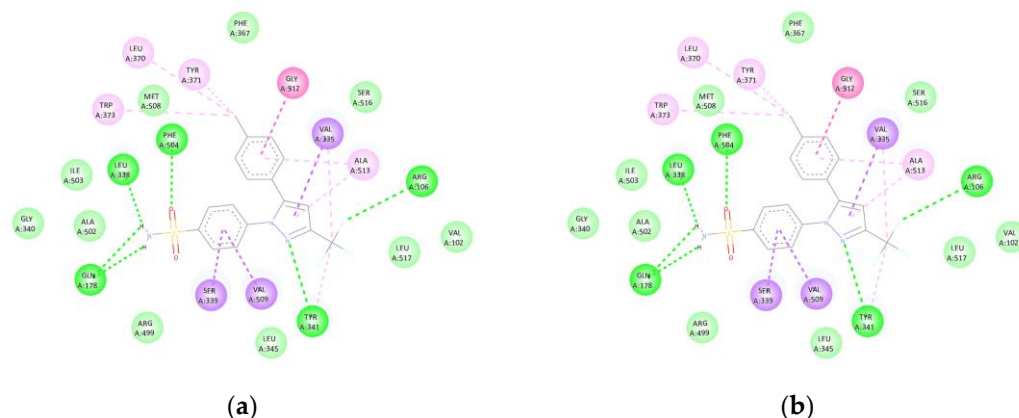 PHE
A:367
LEU
A:370
TYR
A:371
GLY
A:512
SER
A:516
TRP
A:373
MET
A:508
PHE
A:504
VAL
A:335
ALA
A:513
ILE
A:503
LEU
A:338
ARG
A:106
GLY
A:340
ALA
A:502
H
N
H
S
O
O
N
N
VAL
A:102
LEU
A:517
GLN
A:178
SER
A:339
VAL
A:509
TYR
A:341
ARG
A:499
LEU
A:345
(a)
PHE
A:367
LEU
A:370
TYR
A:371
GLY
A:512
SER
A:516
TRP
A:373
MET
A:508
PHE
A:504
VAL
A:335
ALA
A:513
ILE
A:503
LEU
A:338
ARG
A:106
GLY
A:340
ALA
A:502
H
N
H
S
O
O
N
N
VAL
A:102
LEU
A:517
GLN
A:178
SER
A:339
VAL
A:509
TYR
A:341
ARG
A:499
LEU
A:345
(b)